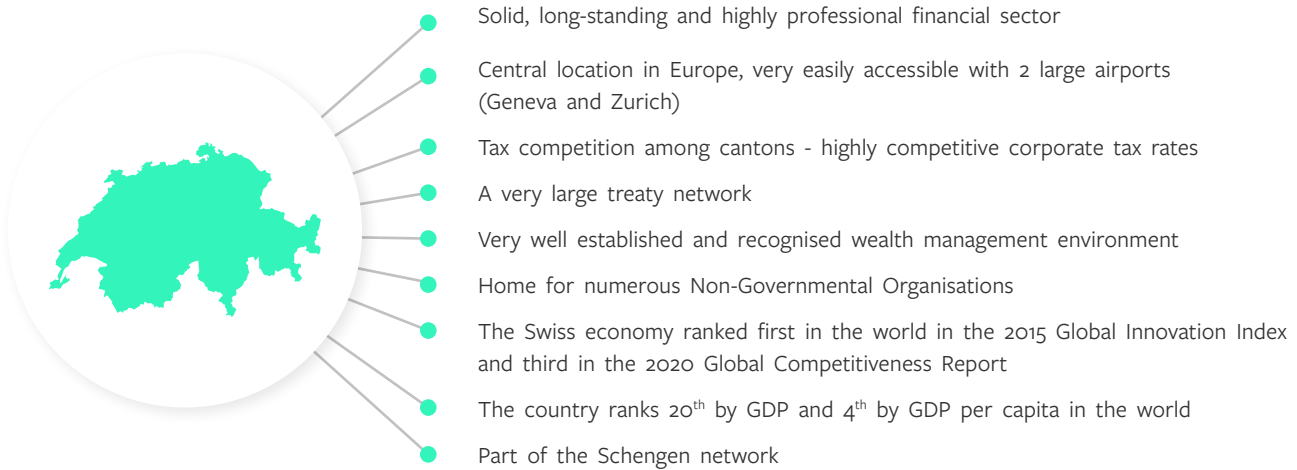 Solid, long-standing and highly professional financial sector
Central location in Europe, very easily accessible with 2 large airports
(Geneva and Zurich)
Tax competition among cantons - highly competitive corporate tax rates
A very large treaty network
Very well established and recognised wealth management environment
Home for numerous Non-Governmental Organisations
The Swiss economy ranked first in the world in the 2015 Global Innovation Index
and third in the 2020 Global Competitiveness Report
The country ranks 20th by GDP and 4th by GDP per capita in the world
Part of the Schengen network